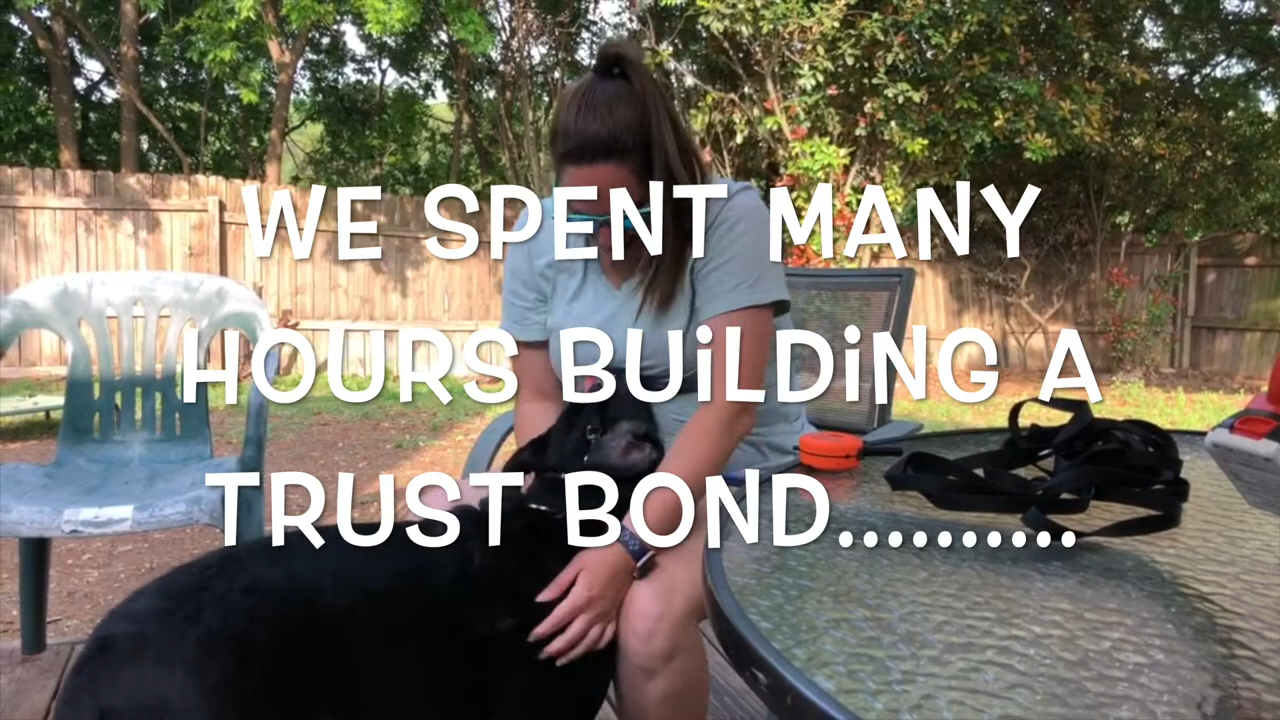 WE SPENT MANY
HOURS BUiLDiNG A
TRUST BOND..........